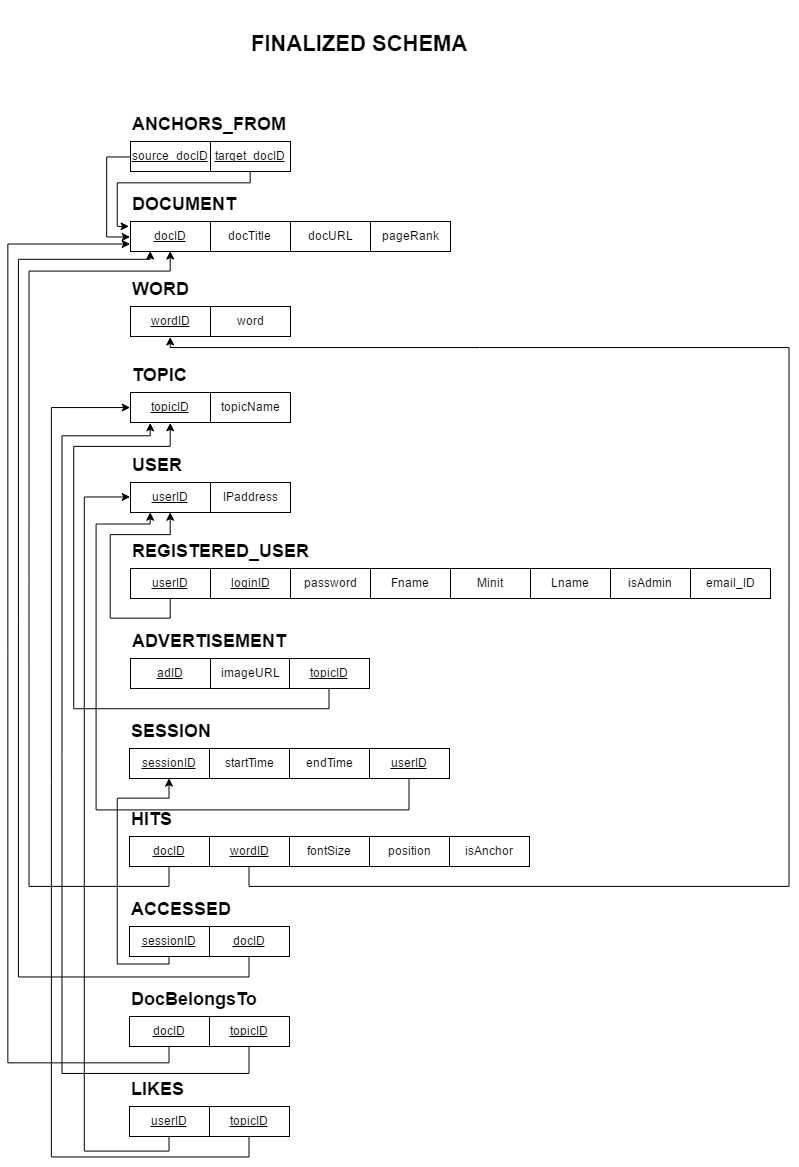 FINALIZED SCHEMA
ANCHORS_FROM
source_docID target_docID
DOCUMENT
docID docTitle docURL pageRank
WORD
wordID word
TOPIC
topicID topicName
USER
userID IPaddress
REGISTERED_USER
userID loginID password Fname Minit Lname isAdmin email_ID
ADVERTISEMENT
adID imageURL topicID
SESSION
sessionID startTime endTime userID
HITS
docID wordID fontSize position isAnchor
ACCESSED
sessionID docID
DocBelongsTo
docID topicID
LIKES
userID topicID